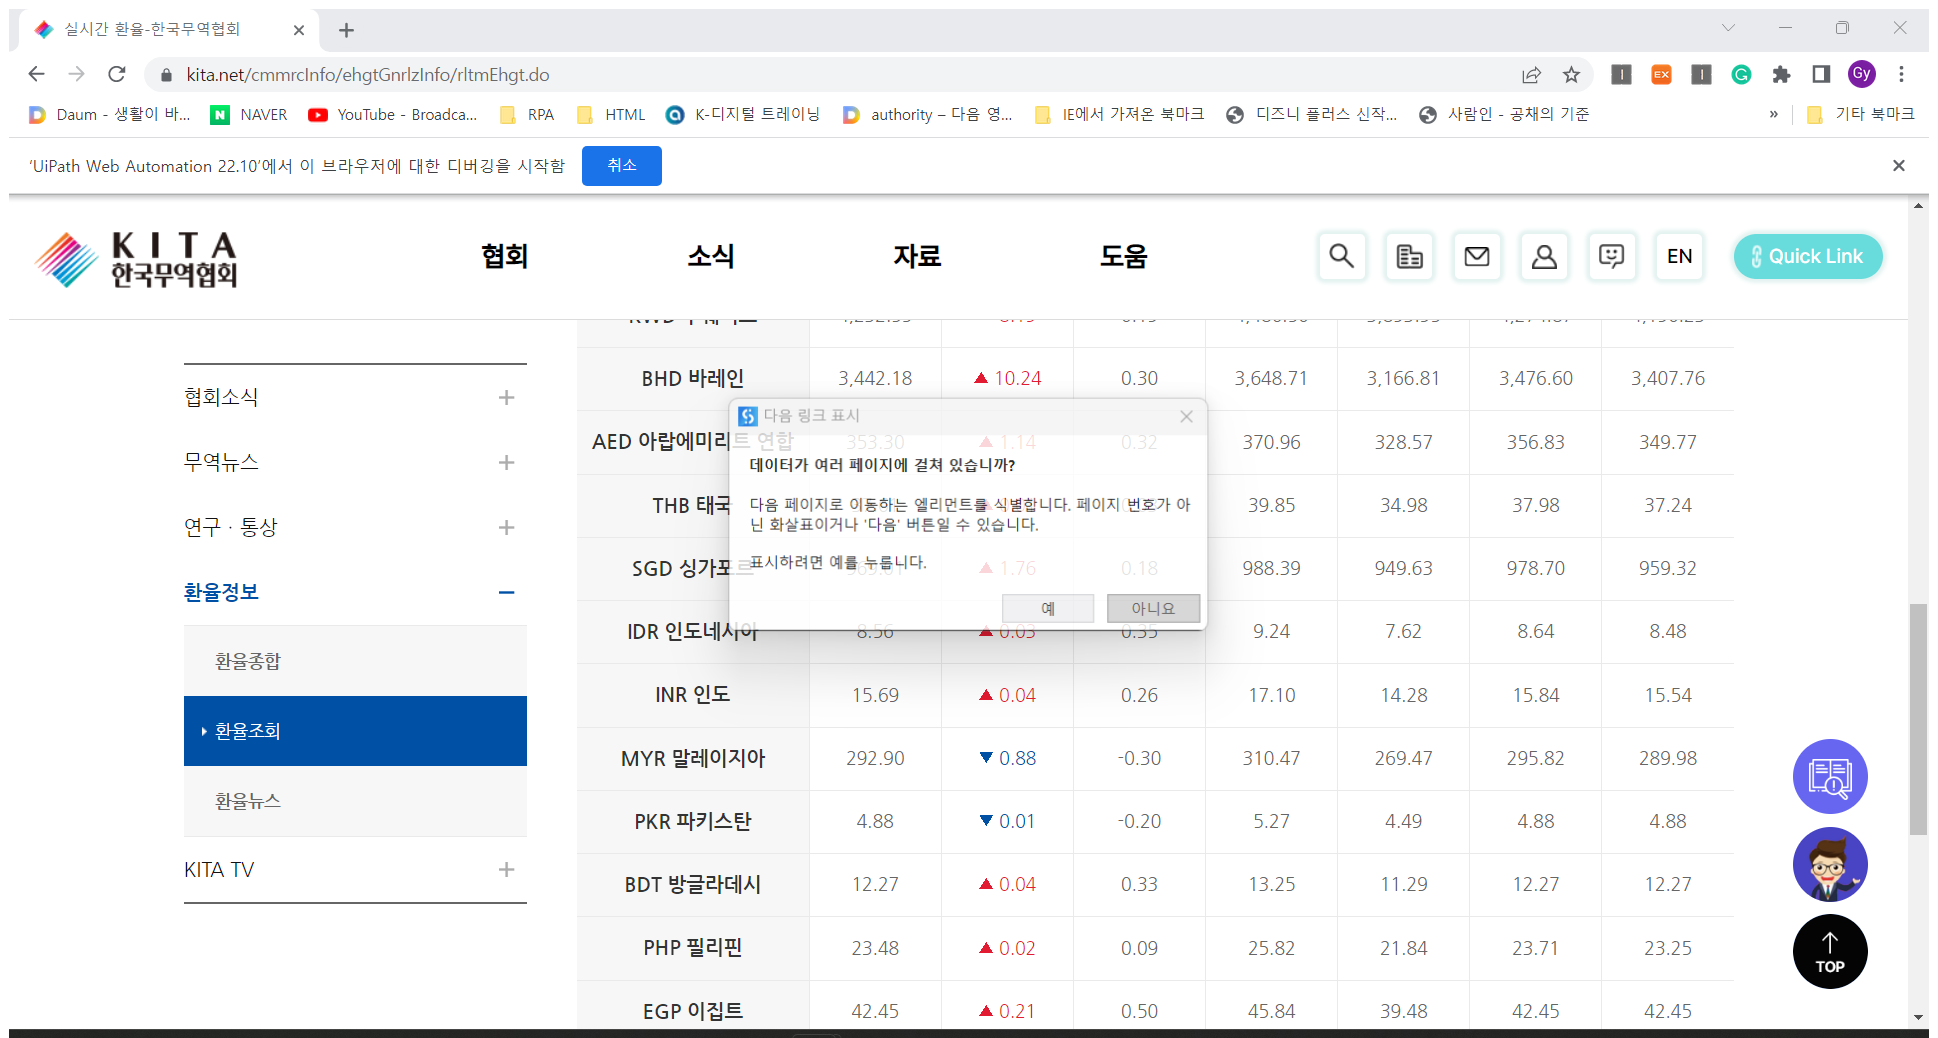 실시간 환율-한국무역협회
kita.net/cmmrcInfo/ehgtGnrlzInfo/rltmEhgt.do
EX
Gy
Daum - 생활이 바... NAVER YouTube - Broadca... RPA HTML K-디지털 트레이닝 authority – 다음 영... IE에서 가져온 북마크 디즈니 플러스 신작... 사람인 - 공채의 기준 » 기타 북마크
'UiPath Web Automation 22.10'에서 이 브라우저에 대한 디버깅을 시작함 취소
KITA
한국무역협회
협회 소식 자료 도움 EN Quick Link
협회소식
무역뉴스
연구 · 통상
환율정보
환율종합
환율조회
환율뉴스
KITA TV
BHD 바레인 3,442.18 ▲ 10.24 0.30 3,648.71 3,166.81 3,476.60 3,407.76
AED 아랍에미리트 연합 353.30 ▲ 1.14 0.32 370.96 328.57 356.83 349.77
THB 태국 39.85 34.98 37.98 37.24
SGD 싱가포르 ▲ 1.76 0.18 988.39 949.63 978.70 959.32
IDR 인도네시아 8.56 ▲ 0.03 0.35 9.24 7.62 8.64 8.48
INR 인도 15.69 ▲ 0.04 0.26 17.10 14.28 15.84 15.54
MYR 말레이지아 292.90 ▼ 0.88 -0.30 310.47 269.47 295.82 289.98
PKR 파키스탄 4.88 ▼ 0.01 -0.20 5.27 4.49 4.88 4.88
BDT 방글라데시 12.27 ▲ 0.04 0.33 13.25 11.29 12.27 12.27
PHP 필리핀 23.48 ▲ 0.02 0.09 25.82 21.84 23.71 23.25
EGP 이집트 42.45 ▲ 0.21 0.50 45.84 39.48 42.45 42.45
다음 링크 표시
데이터가 여러 페이지에 걸쳐 있습니까?
다음 페이지로 이동하는 엘리먼트를 식별합니다. 페이지 번호가 아
닌 화살표이거나 '다음' 버튼일 수 있습니다.
표시하려면 예를 누릅니다.
예 아니요
TOP